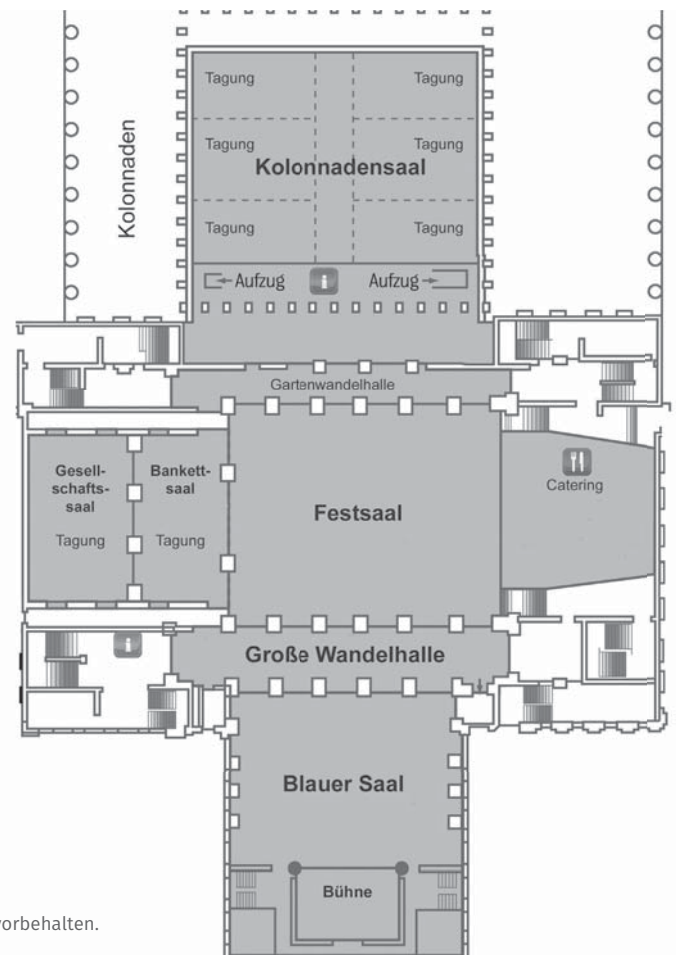 Tagung Tagung
Kolonnaden
Tagung Tagung
Kolonnadensaal
Tagung Tagung
Aufzug i Aufzug
Gartenwandelhalle
Gesell-
schafts-
saal
Tagung
Bankett-
saal
Tagung
Festsaal
Catering
i
Große Wandelhalle
Blauer Saal
Bühne
vorbehalten.